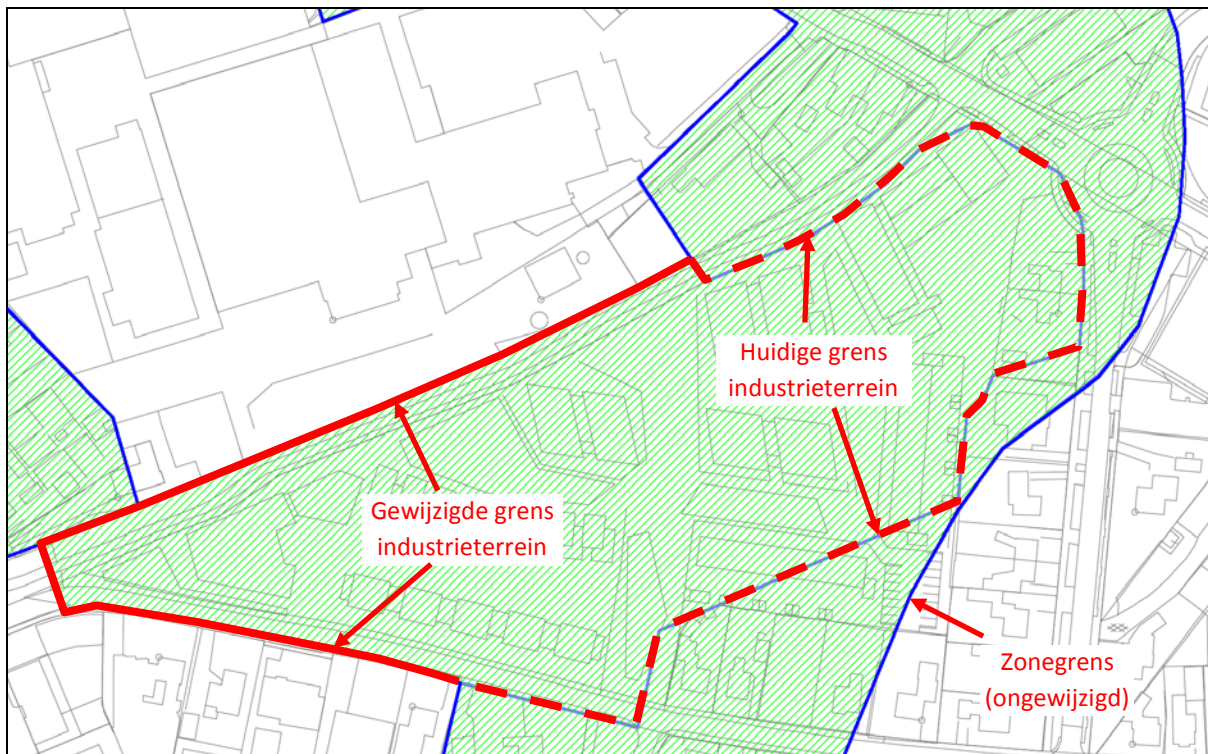 Huidige grens
industrieterrein
Gewijzigde grens
industrieterrein
Zonegrens
(ongewijzigd)